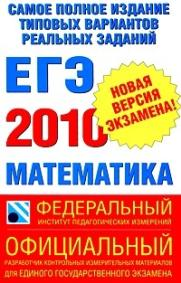 САМОЕ ПОЛНОЕ ИЗДАНИЕ
ТИПОВЫХ ВАРИАНТОВ
РЕАЛЬНЫХ ЗАДАНИЙ
ЕГЭ
НОВАЯ
ВЕРСИЯ
ЭКЗАМЕНА!
2010
МАТЕМАТИКА
ФЕДЕРАЛЬНЫЙ
ИНСТИТУТ ПЕДАГОГИЧЕСКИХ ИЗМЕРЕНИЙ
ОФИЦИАЛЬНЫЙ
РАЗРАБОТЧИК КОНТРОЛЬНЫХ ИЗМЕРИТЕЛЬНЫХ МАТЕРИАЛОВ
ДЛЯ ЕДИНОГО ГОСУДАРСТВЕННОГО ЭКЗАМЕНА